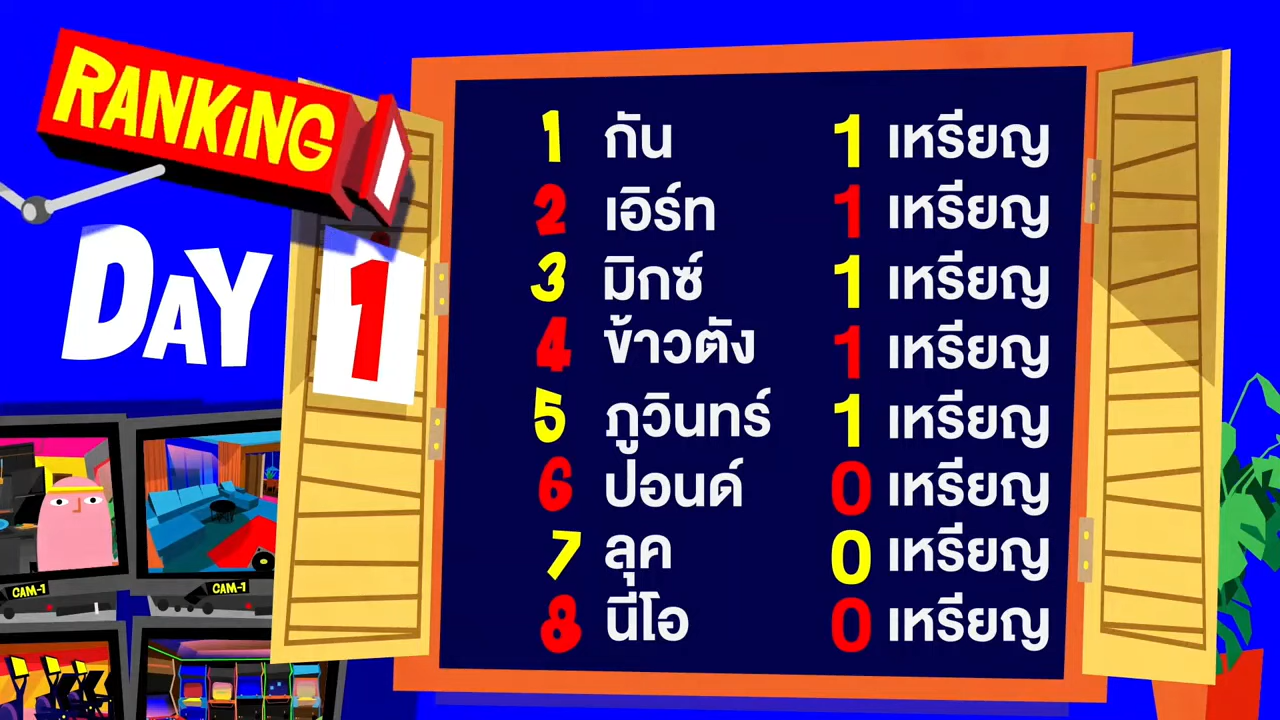 RANKING
DAY 1
1 กัน 1 เหรียญ
2 เอิร์ท 1 เหรียญ
3 มิกซ์ 1 เหรียญ
4 ข้าวตัง 1 เหรียญ
5 ภูวินทร์ 1 เหรียญ
6 ปอนด์ 0 เหรียญ
7 ลุค 0 เหรียญ
8 นีโอ 0 เหรียญ
CAM-1
CAM-1